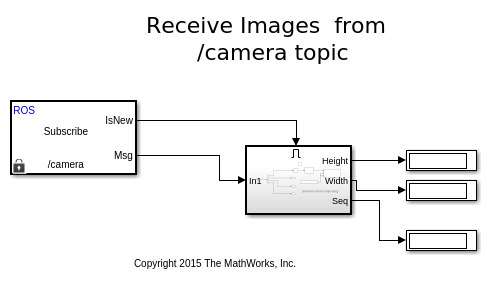 Receive Images from
/camera topic
ROS
Subscribe
/camera
IsNew
Msg
In1
Height
Width
Seq
Copyright 2015 The MathWorks, Inc.